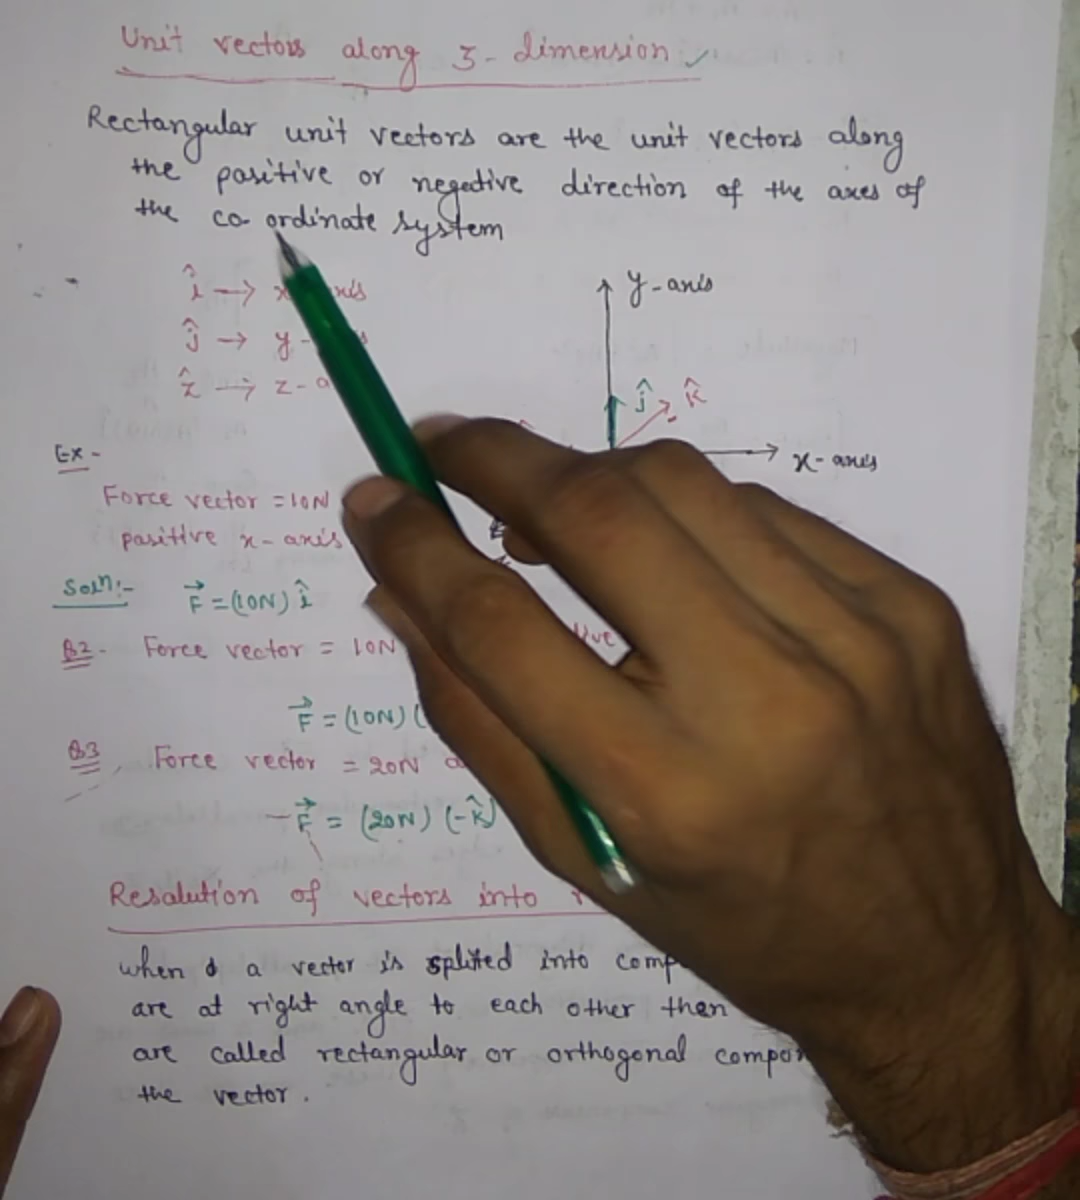 Unit vectors along 3-dimension
Rectangular unit vectors are the unit vectors along
the positive or negative direction of the axes of
the co-ordinate system
î → x
ĵ → y-
ẑ → z-a
y-axis
ĵ k̂
x-axis
Ex-
Force vector = 10N
positive x-axis
Soln:-
F⃗ = (10N) î
Q2- Force vector = 10N
F⃗ = (10N) (
Q3, Force vector = 20N
-F⃗ = (20N) (-k̂)
Resolution of vectors into
when a vector is splited into comp
are at right angle to each other then
are called rectangular or orthogonal compon
the vector.